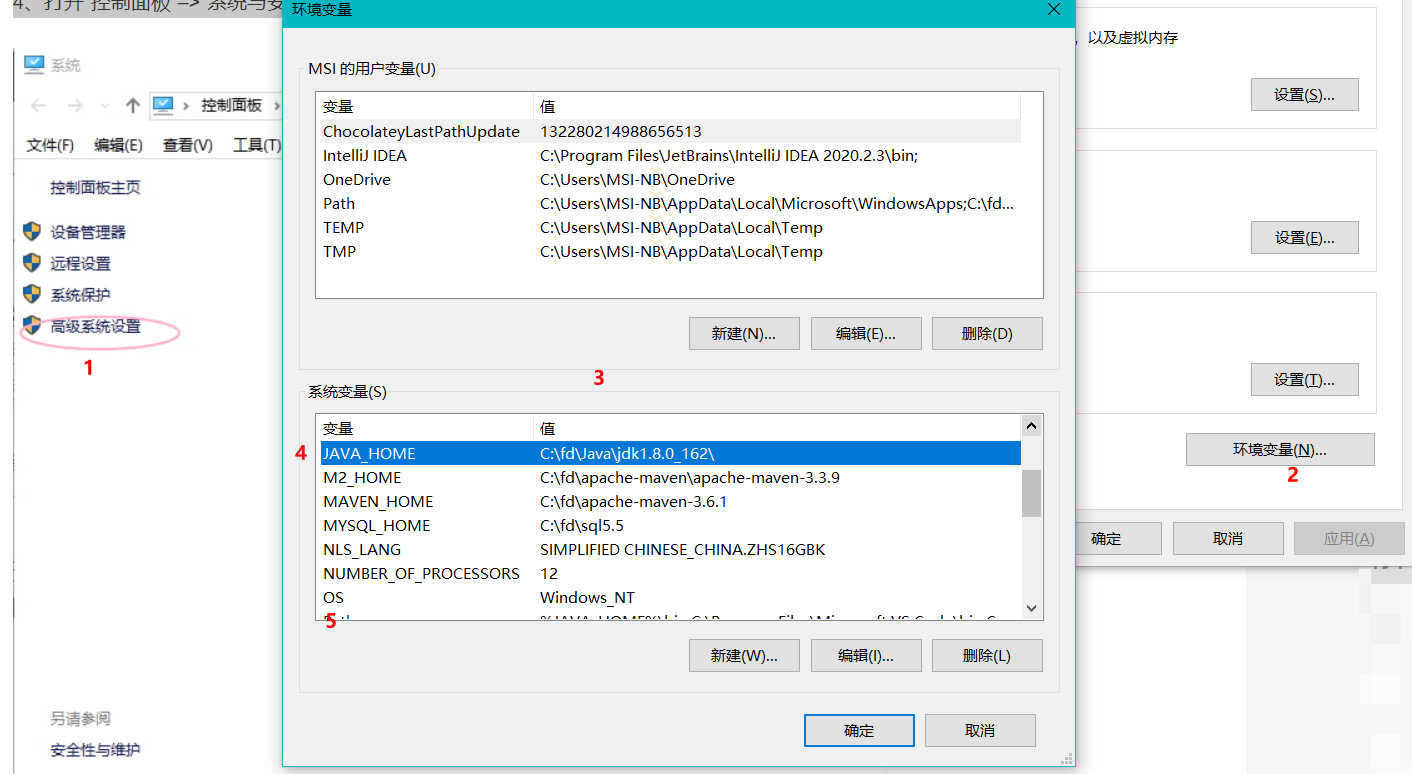 4、打开 控制面板 --> 系统与安
系统
控制面板
文件(F) 编辑(E) 查看(V) 工具(T)
控制面板主页
设备管理器
远程设置
系统保护
高级系统设置
1
另请参阅
安全性与维护
环境变量
MSI 的用户变量(U)
变量 值
ChocolateyLastPathUpdate 132280214988656513
IntelliJ IDEA C:\Program Files\JetBrains\IntelliJ IDEA 2020.2.3\bin;
OneDrive C:\Users\MSI-NB\OneDrive
Path C:\Users\MSI-NB\AppData\Local\Microsoft\WindowsApps;C:\fd...
TEMP C:\Users\MSI-NB\AppData\Local\Temp
TMP C:\Users\MSI-NB\AppData\Local\Temp
新建(N)... 编辑(E)... 删除(D)
3
系统变量(S)
变量 值
4 JAVA_HOME C:\fd\Java\jdk1.8.0_162\
M2_HOME C:\fd\apache-maven\apache-maven-3.3.9
MAVEN_HOME C:\fd\apache-maven-3.6.1
MYSQL_HOME C:\fd\sql5.5
NLS_LANG SIMPLIFIED CHINESE_CHINA.ZHS16GBK
NUMBER_OF_PROCESSORS 12
OS Windows_NT
5
新建(W)... 编辑(I)... 删除(L)
确定 取消
，以及虚拟内存
设置(S)...
设置(E)...
设置(T)...
环境变量(N)...
2
确定 取消 应用(A)